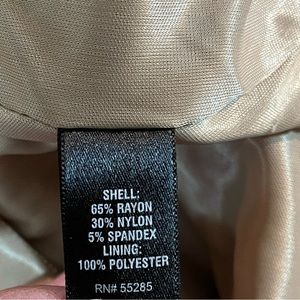 SHELL:
65% RAYON
30% NYLON
5% SPANDEX
LINING:
100% POLYESTER
RN# 55285